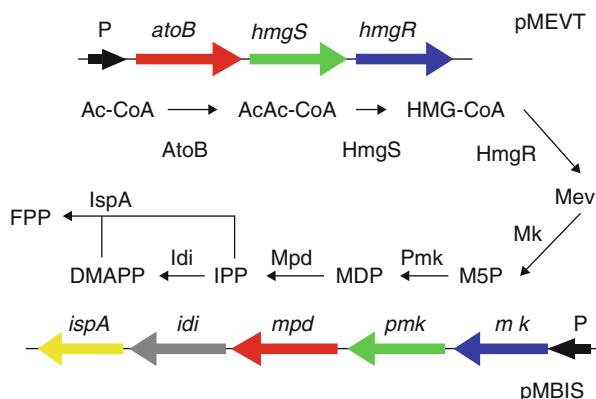 P atoB hmgS hmgR pMEVT
Ac-CoA AcAc-CoA HMG-CoA
AtoB HmgS HmgR
Mev
IspA
FPP
Mk
Idi Mpd Pmk
DMAPP IPP MDP M5P
ispA idi mpd pmk m k P
pMBIS